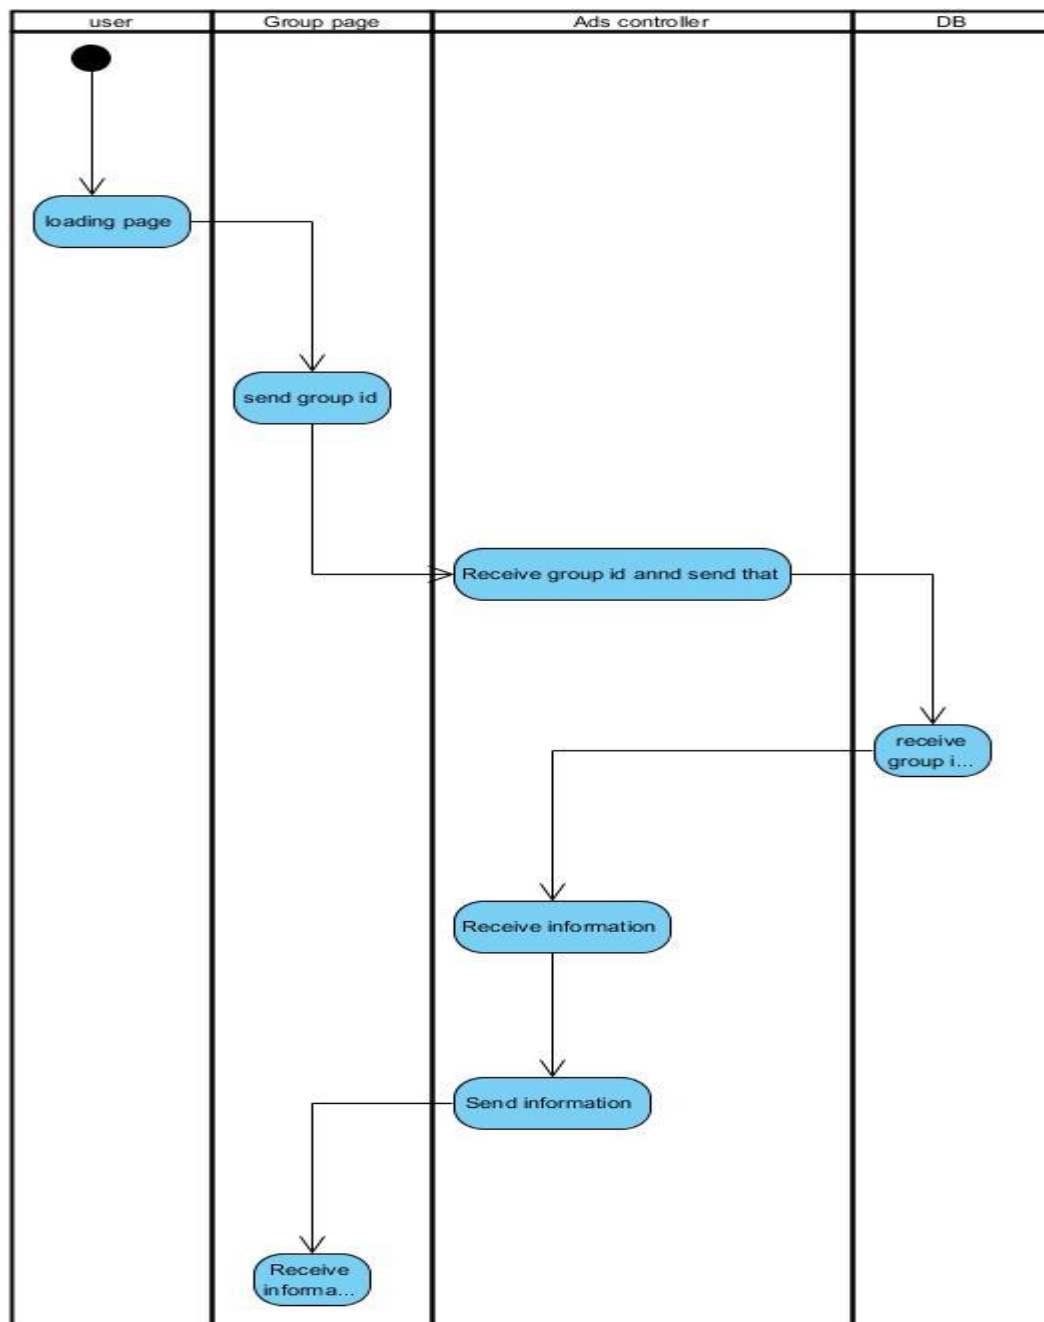 user
Group page
Ads controller
DB
loading page
send group id
Receive group id annd send that
receive
group i...
Receive information
Send information
Receive
informa...